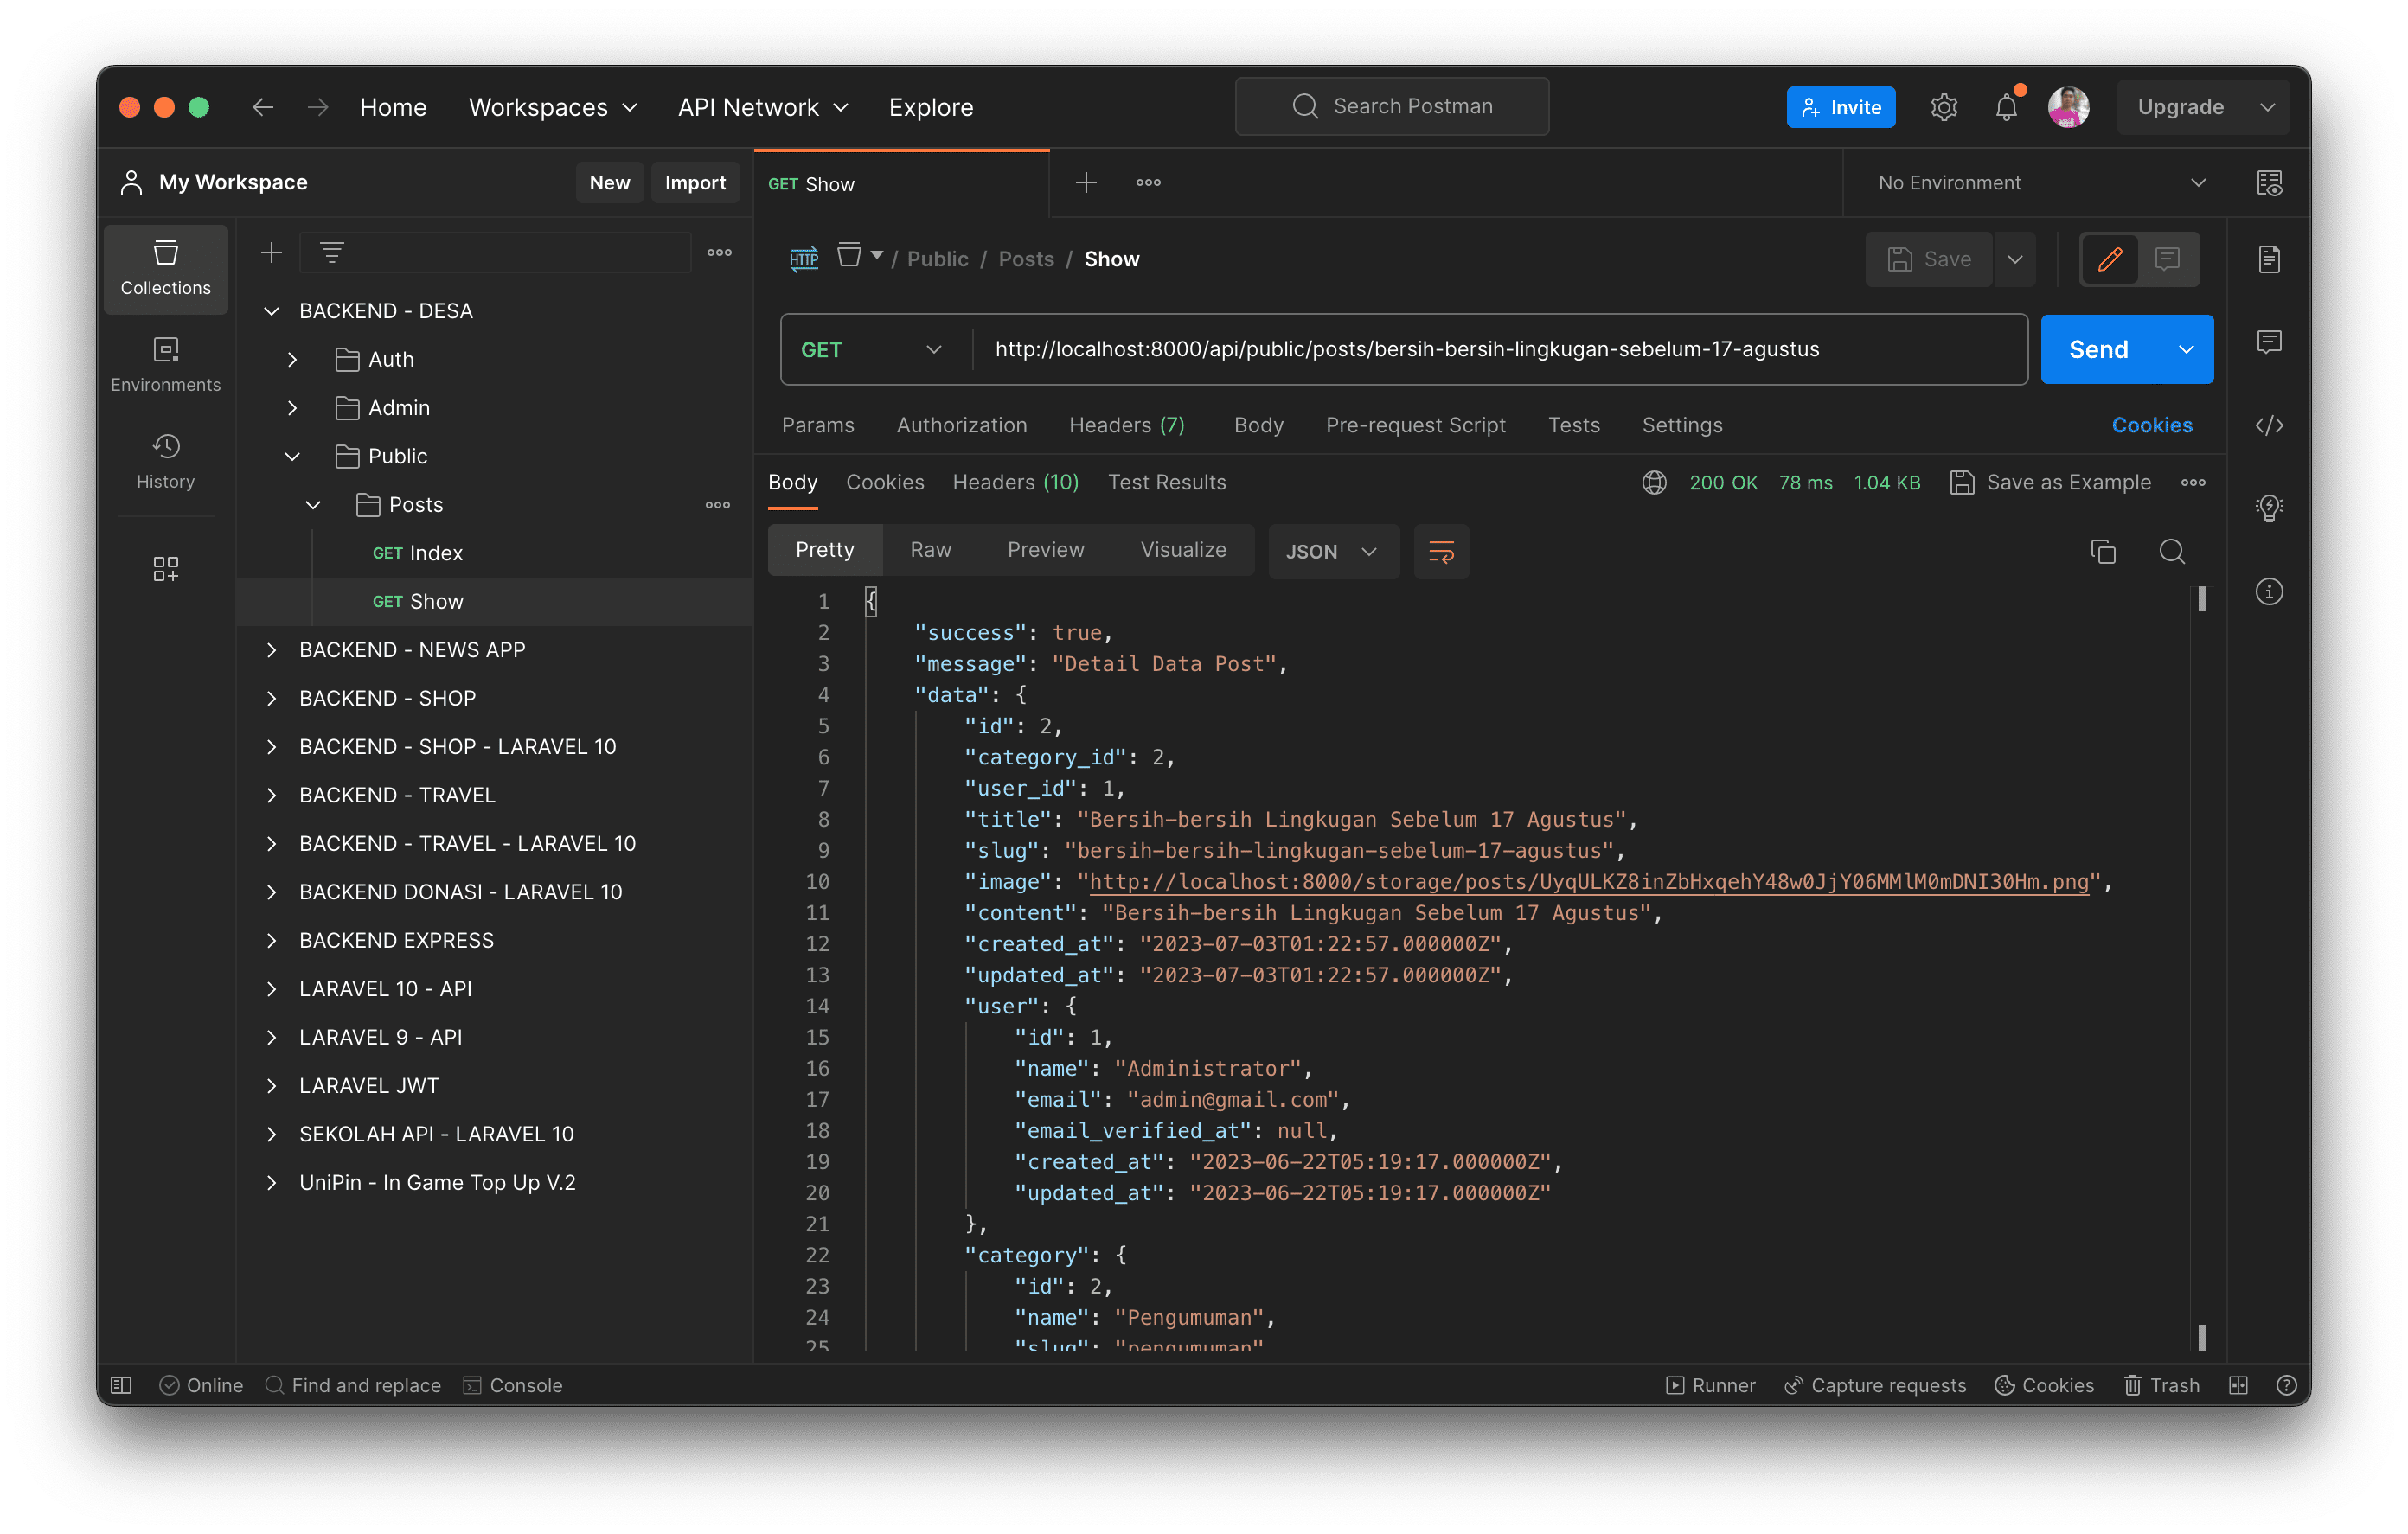 Home Workspaces API Network Explore Search Postman Invite Upgrade
My Workspace New Import GET Show No Environment
Collections
Environments
History
BACKEND - DESA
Auth
Admin
Public
Posts
GET Index
GET Show
BACKEND - NEWS APP
BACKEND - SHOP
BACKEND - SHOP - LARAVEL 10
BACKEND - TRAVEL
BACKEND - TRAVEL - LARAVEL 10
BACKEND DONASI - LARAVEL 10
BACKEND EXPRESS
LARAVEL 10 - API
LARAVEL 9 - API
LARAVEL JWT
SEKOLAH API - LARAVEL 10
UniPin - In Game Top Up V.2
HTTP / Public / Posts / Show Save
GET http://localhost:8000/api/public/posts/bersih-bersih-lingkugan-sebelum-17-agustus Send
Params Authorization Headers (7) Body Pre-request Script Tests Settings Cookies
Body Cookies Headers (10) Test Results 200 OK 78 ms 1.04 KB Save as Example
Pretty Raw Preview Visualize JSON
1 {
2 "success": true,
3 "message": "Detail Data Post",
4 "data": {
5 "id": 2,
6 "category_id": 2,
7 "user_id": 1,
8 "title": "Bersih-bersih Lingkugan Sebelum 17 Agustus",
9 "slug": "bersih-bersih-lingkugan-sebelum-17-agustus",
10 "image": "http://localhost:8000/storage/posts/UyqULKZ8inZbHxqehY48w0JjY06MMlM0mDNI30Hm.png",
11 "content": "Bersih-bersih Lingkugan Sebelum 17 Agustus",
12 "created_at": "2023-07-03T01:22:57.000000Z",
13 "updated_at": "2023-07-03T01:22:57.000000Z",
14 "user": {
15 "id": 1,
16 "name": "Administrator",
17 "email": "admin@gmail.com",
18 "email_verified_at": null,
19 "created_at": "2023-06-22T05:19:17.000000Z",
20 "updated_at": "2023-06-22T05:19:17.000000Z"
21 },
22 "category": {
23 "id": 2,
24 "name": "Pengumuman",
25 "slug": "pengumuman"
Online Find and replace Console Runner Capture requests Cookies Trash